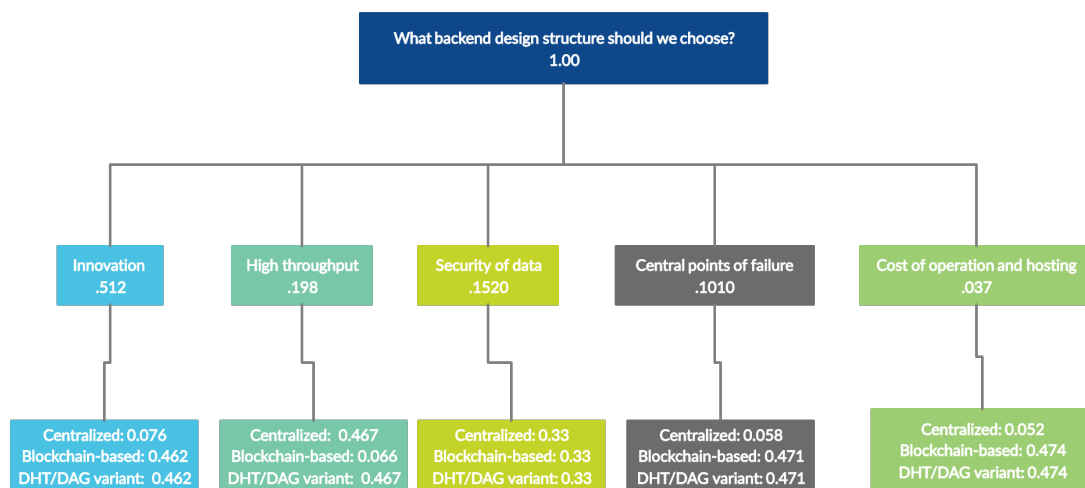 What backend design structure should we choose?
1.00
Innovation
.512
High throughput
.198
Security of data
.1520
Central points of failure
.1010
Cost of operation and hosting
.037
Centralized: 0.076
Blockchain-based: 0.462
DHT/DAG variant: 0.462
Centralized: 0.467
Blockchain-based: 0.066
DHT/DAG variant: 0.467
Centralized: 0.33
Blockchain-based: 0.33
DHT/DAG variant: 0.33
Centralized: 0.058
Blockchain-based: 0.471
DHT/DAG variant: 0.471
Centralized: 0.052
Blockchain-based: 0.474
DHT/DAG variant: 0.474